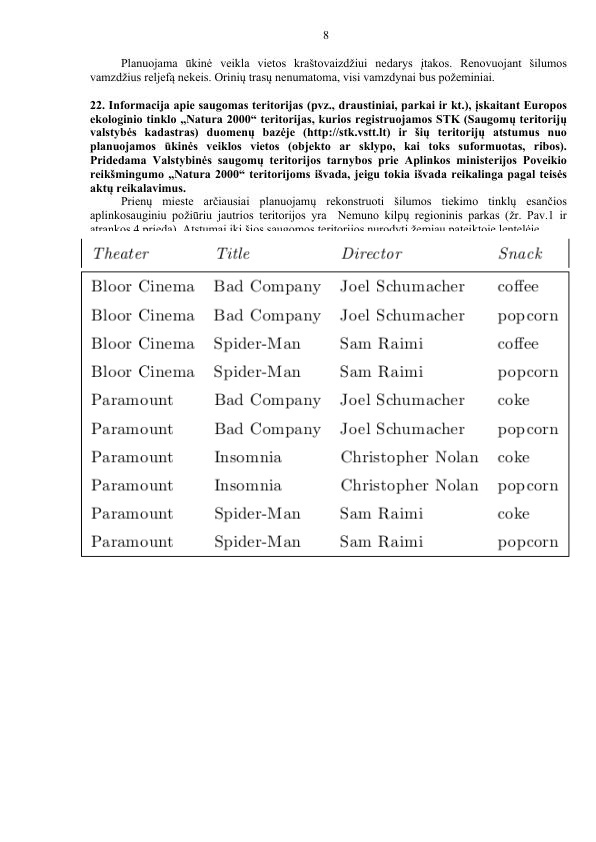 8
Planuojama ūkinė veikla vietos kraštovaizdžiui nedarys įtakos. Renovuojant šilumos
vamzdžius reljefą nekeis. Orinių trasų nenumatoma, visi vamzdynai bus požeminiai.
22. Informacija apie saugomas teritorijas (pvz., draustiniai, parkai ir kt.), įskaitant Europos
ekologinio tinklo „Natura 2000“ teritorijas, kurios registruojamos STK (Saugomų teritorijų
valstybės kadastras) duomenų bazėje (http://stk.vstt.lt) ir šių teritorijų atstumus nuo
planuojamos ūkinės veiklos vietos (objekto ar sklypo, kai toks suformuotas, ribos).
Pridedama Valstybinės saugomų teritorijos tarnybos prie Aplinkos ministerijos Poveikio
reikšmingumo „Natura 2000“ teritorijoms išvada, jeigu tokia išvada reikalinga pagal teisės
aktų reikalavimus.
Prienų mieste arčiausiai planuojamų rekonstruoti šilumos tiekimo tinklų esančios
aplinkosauginiu požiūriu jautrios teritorijos yra Nemuno kilpų regioninis parkas (žr. Pav.1 ir
atrankos 4 priedą). Atstumai iki šios saugomos teritorijos nurodyti žemiau pateiktoje lentelėje.
Theater Title Director Snack
Bloor Cinema Bad Company Joel Schumacher coffee
Bloor Cinema Bad Company Joel Schumacher popcorn
Bloor Cinema Spider-Man Sam Raimi coffee
Bloor Cinema Spider-Man Sam Raimi popcorn
Paramount Bad Company Joel Schumacher coke
Paramount Bad Company Joel Schumacher popcorn
Paramount Insomnia Christopher Nolan coke
Paramount Insomnia Christopher Nolan popcorn
Paramount Spider-Man Sam Raimi coke
Paramount Spider-Man Sam Raimi popcorn